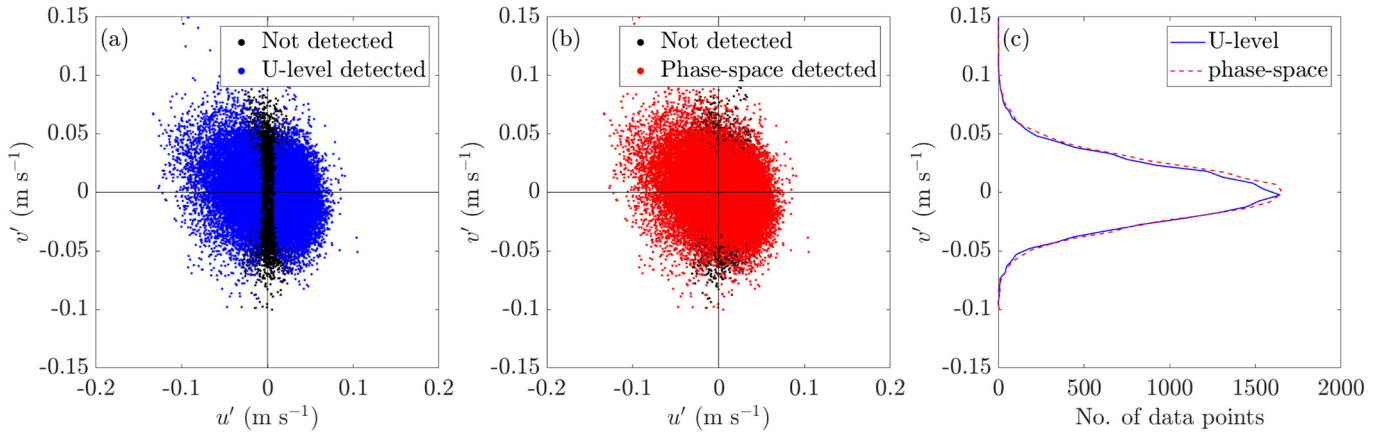 (a)
Not detected
U-level detected
0.15
0.1
0.05
0
-0.05
-0.1
-0.15
v′ (m s⁻¹)
-0.2 -0.1 0 0.1 0.2
u′ (m s⁻¹)
(b)
Not detected
Phase-space detected
0.15
0.1
0.05
0
-0.05
-0.1
-0.15
v′ (m s⁻¹)
-0.2 -0.1 0 0.1 0.2
u′ (m s⁻¹)
(c)
U-level
phase-space
0.15
0.1
0.05
0
-0.05
-0.1
-0.15
v′ (m s⁻¹)
0 500 1000 1500 2000
No. of data points